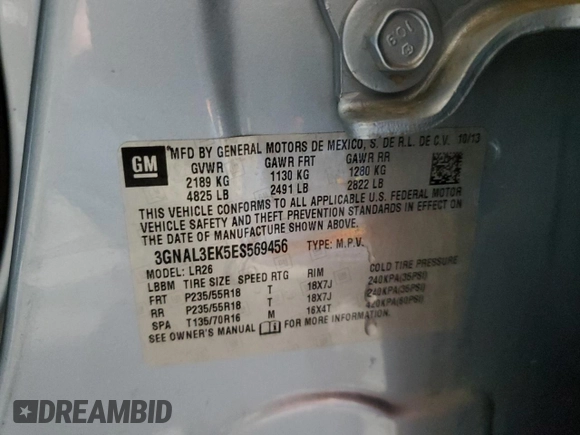 109
GM
MFD BY GENERAL MOTORS DE MEXICO, S. DE R.L. DE C.V. 10/13
GVWR GAWR FRT GAWR RR
2189 KG 1130 KG 1280 KG
4825 LB 2491 LB 2822 LB
THIS VEHICLE CONFORMS TO ALL APPLICABLE U.S. FEDERAL MOTOR
VEHICLE SAFETY AND THEFT PREVENTION STANDARDS IN EFFECT ON
THE DATE OF MANUFACTURE SHOWN ABOVE.
3GNAL3EK5ES569456 TYPE: M.P.V.
MODEL: LR26
LBBM TIRE SIZE SPEED RTG RIM COLD TIRE PRESSURE
FRT P235/55R18 T 18X7J 240KPA(35PSI)
RR P235/55R18 T 18X7J 240KPA(35PSI)
SPA T135/70R16 M 16X4T 420KPA(60PSI)
SEE OWNER'S MANUAL FOR MORE INFORMATION.
DREAMBID